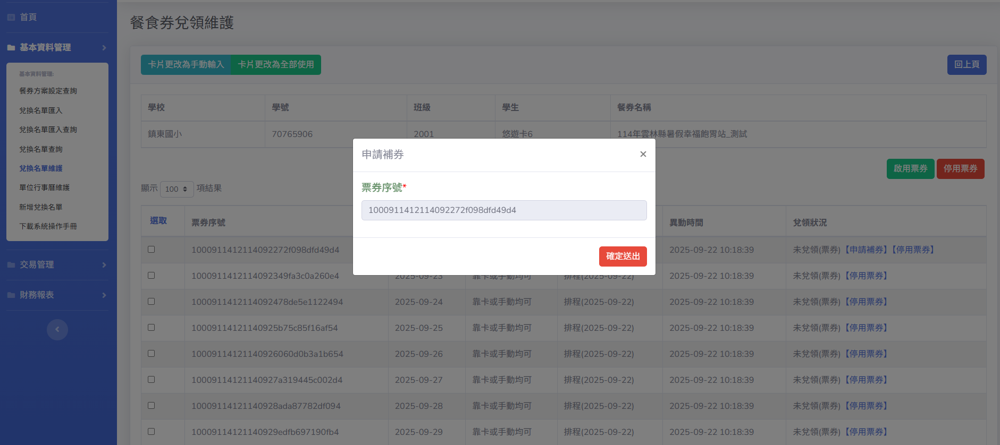 首頁
基本資料管理
基本資料管理:
餐券方案設定查詢
兌換名單匯入
兌換名單匯入查詢
兌換名單查詢
兌換名單維護
單位行事曆維護
新增兌換名單
下載系統操作手冊
交易管理
財務報表
餐食券兌領維護
卡片更改為手動輸入 卡片更改為全部使用 回上頁
學校 學號 班級 學生 餐券名稱
鎮東國小 70765906 2001 悠遊卡6 114年雲林縣暑假幸福飽胃站_測試
啟用票券 停用票券
顯示 100 項結果
申請補券 ×
票券序號*
1000911412114092272f098dfd49d4
確定送出
選取 票券序號 異動時間 兌領狀況
1000911412114092272f098dfd49d4 2025-09-22 10:18:39 未兌領(票券)【申請補券】【停用票券】
1000911412114092349fa3c0a260e4 2025-09-23 靠卡或手動均可 排程(2025-09-22) 2025-09-22 10:18:39 未兌領(票券)【停用票券】
1000911412114092478de5e1122494 2025-09-24 靠卡或手動均可 排程(2025-09-22) 2025-09-22 10:18:39 未兌領(票券)【停用票券】
100091141211409​25b75c85f16af54 2025-09-25 靠卡或手動均可 排程(2025-09-22) 2025-09-22 10:18:39 未兌領(票券)【停用票券】
10009114121140926060d0b3a1b654 2025-09-26 靠卡或手動均可 排程(2025-09-22) 2025-09-22 10:18:39 未兌領(票券)【停用票券】
10009114121140927a319445c002d4 2025-09-27 靠卡或手動均可 排程(2025-09-22) 2025-09-22 10:18:39 未兌領(票券)【停用票券】
10009114121140928ada87782df094 2025-09-28 靠卡或手動均可 排程(2025-09-22) 2025-09-22 10:18:39 未兌領(票券)【停用票券】
10009114121140929edfb697190fb4 2025-09-29 靠卡或手動均可 排程(2025-09-22) 2025-09-22 10:18:39 未兌領(票券)【停用票券】